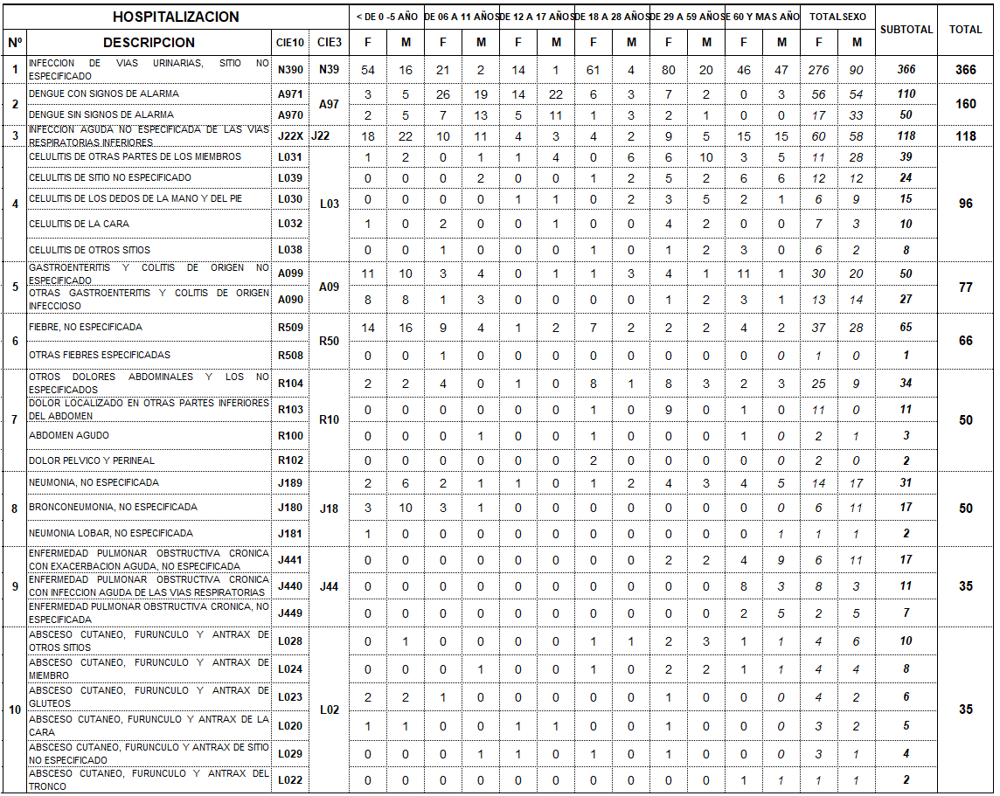 HOSPITALIZACION < DE 0 -5 AÑO DE 06 A 11 AÑOS DE 12 A 17 AÑOS DE 18 A 28 AÑOS DE 29 A 59 AÑOS E 60 Y MAS AÑO TOTAL SEXO SUBTOTAL TOTAL
Nº DESCRIPCION CIE10 CIE3 F M F M F M F M F M F M F M
1 INFECCION DE VIAS URINARIAS, SITIO NO ESPECIFICADO N390 N39 54 16 21 2 14 1 61 4 80 20 46 47 276 90 366 366
2 DENGUE CON SIGNOS DE ALARMA A971 A97 3 5 26 19 14 22 6 3 7 2 0 3 56 54 110 160
DENGUE SIN SIGNOS DE ALARMA A970 2 5 7 13 5 11 1 3 2 1 0 0 17 33 50
3 INFECCION AGUDA NO ESPECIFICADA DE LAS VIAS RESPIRATORIAS INFERIORES J22X J22 18 22 10 11 4 3 4 2 9 5 15 15 60 58 118 118
4 CELULITIS DE OTRAS PARTES DE LOS MIEMBROS L031 L03 1 2 0 1 1 4 0 6 6 10 3 5 11 28 39 96
CELULITIS DE SITIO NO ESPECIFICADO L039 0 0 0 2 0 0 1 2 5 2 6 6 12 12 24
CELULITIS DE LOS DEDOS DE LA MANO Y DEL PIE L030 0 0 0 0 1 1 0 2 3 5 2 1 6 9 15
CELULITIS DE LA CARA L032 1 0 2 0 0 1 0 0 4 2 0 0 7 3 10
CELULITIS DE OTROS SITIOS L038 0 0 1 0 0 0 1 0 1 2 3 0 6 2 8
5 GASTROENTERITIS Y COLITIS DE ORIGEN NO ESPECIFICADO A099 A09 11 10 3 4 0 1 1 3 4 1 11 1 30 20 50 77
OTRAS GASTROENTERITIS Y COLITIS DE ORIGEN INFECCIOSO A090 8 8 1 3 0 0 0 0 1 2 3 1 13 14 27
6 FIEBRE, NO ESPECIFICADA R509 R50 14 16 9 4 1 2 7 2 2 2 4 2 37 28 65 66
OTRAS FIEBRES ESPECIFICADAS R508 0 0 1 0 0 0 0 0 0 0 0 0 1 0 1
7 OTROS DOLORES ABDOMINALES Y LOS NO ESPECIFICADOS R104 R10 2 2 4 0 1 0 8 1 8 3 2 3 25 9 34 50
DOLOR LOCALIZADO EN OTRAS PARTES INFERIORES DEL ABDOMEN R103 0 0 0 0 0 0 1 0 9 0 1 0 11 0 11
ABDOMEN AGUDO R100 0 0 0 1 0 0 1 0 0 0 1 0 2 1 3
DOLOR PELVICO Y PERINEAL R102 0 0 0 0 0 0 2 0 0 0 0 0 2 0 2
8 NEUMONIA, NO ESPECIFICADA J189 J18 2 6 2 1 1 0 1 2 4 3 4 5 14 17 31 50
BRONCONEUMONIA, NO ESPECIFICADA J180 3 10 3 1 0 0 0 0 0 0 0 0 6 11 17
NEUMONIA LOBAR, NO ESPECIFICADA J181 1 0 0 0 0 0 0 0 0 0 0 1 1 1 2
9 ENFERMEDAD PULMONAR OBSTRUCTIVA CRONICA CON EXACERBACION AGUDA, NO ESPECIFICADA J441 J44 0 0 0 0 0 0 0 0 2 2 4 9 6 11 17 35
ENFERMEDAD PULMONAR OBSTRUCTIVA CRONICA CON INFECCION AGUDA DE LAS VIAS RESPIRATORIAS J440 0 0 0 0 0 0 0 0 0 0 8 3 8 3 11
ENFERMEDAD PULMONAR OBSTRUCTIVA CRONICA, NO ESPECIFICADA J449 0 0 0 0 0 0 0 0 0 0 2 5 2 5 7
10 ABSCESO CUTANEO, FURUNCULO Y ANTRAX DE OTROS SITIOS L028 L02 0 1 0 0 0 0 1 1 2 3 1 1 4 6 10 35
ABSCESO CUTANEO, FURUNCULO Y ANTRAX DE MIEMBRO L024 0 0 0 1 0 0 1 0 2 2 1 1 4 4 8
ABSCESO CUTANEO, FURUNCULO Y ANTRAX DE GLUTEOS L023 2 2 1 0 0 0 0 0 1 0 0 0 4 2 6
ABSCESO CUTANEO, FURUNCULO Y ANTRAX DE LA CARA L020 1 1 0 0 1 1 0 0 1 0 0 0 3 2 5
ABSCESO CUTANEO, FURUNCULO Y ANTRAX DE SITIO NO ESPECIFICADO L029 0 0 0 1 1 0 1 0 1 0 0 0 3 1 4
ABSCESO CUTANEO, FURUNCULO Y ANTRAX DEL TRONCO L022 0 0 0 0 0 0 0 0 0 0 1 1 1 1 2